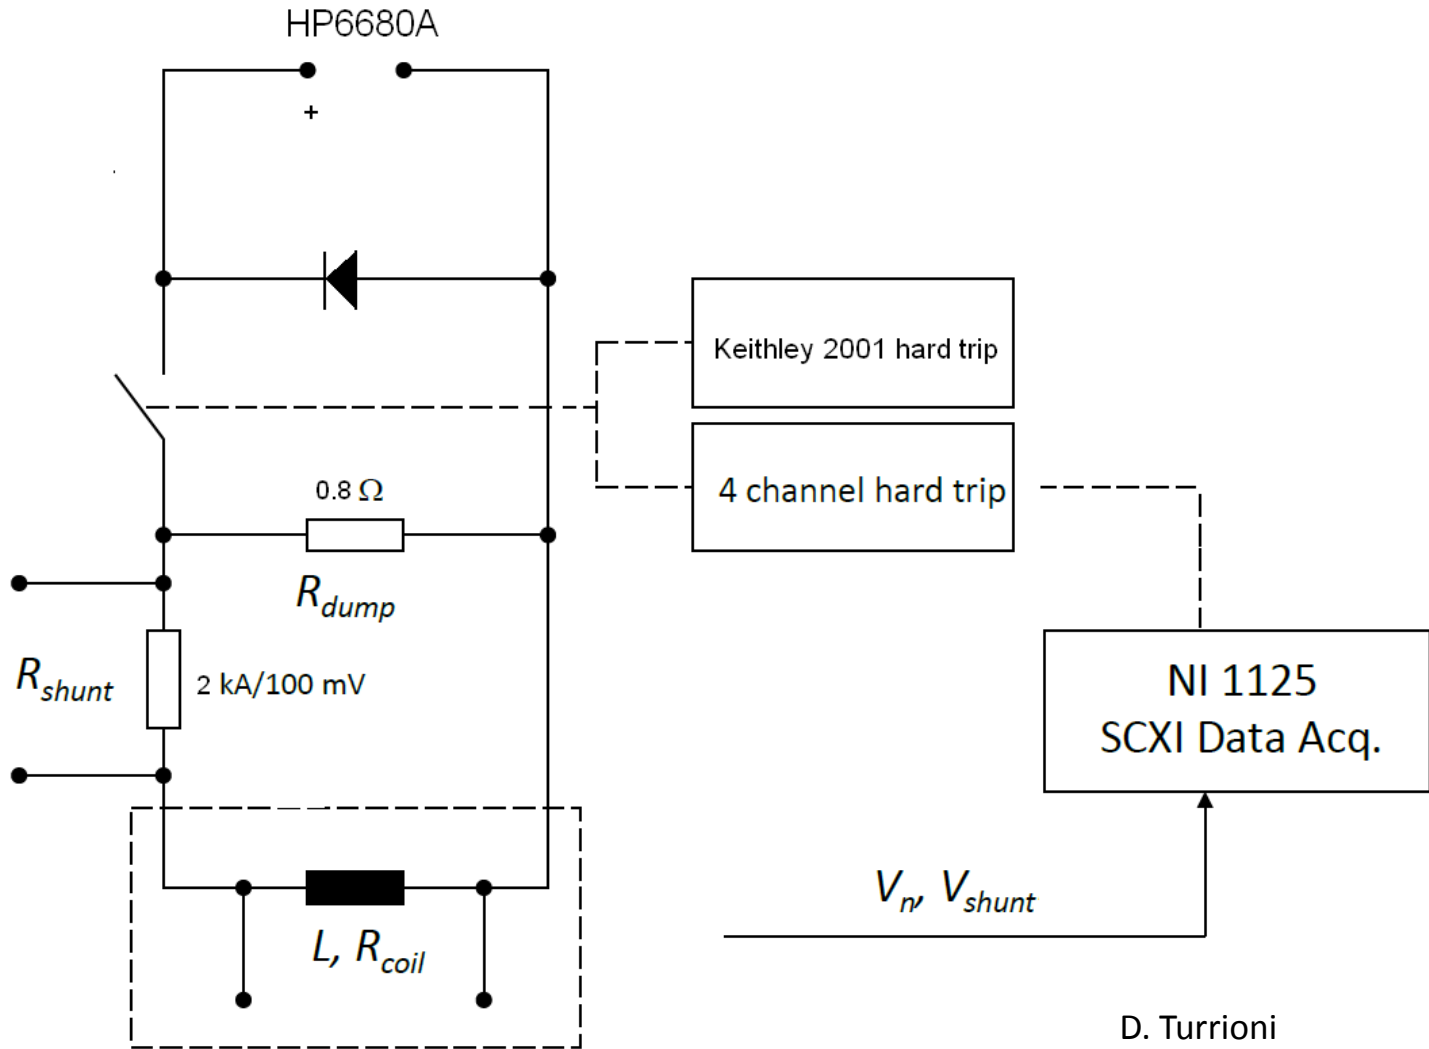 HP6680A
+
Keithley 2001 hard trip
4 channel hard trip
0.8 Ω
R_dump
R_shunt
2 kA/100 mV
NI 1125
SCXI Data Acq.
V_n, V_shunt
L, R_coil
D. Turrioni